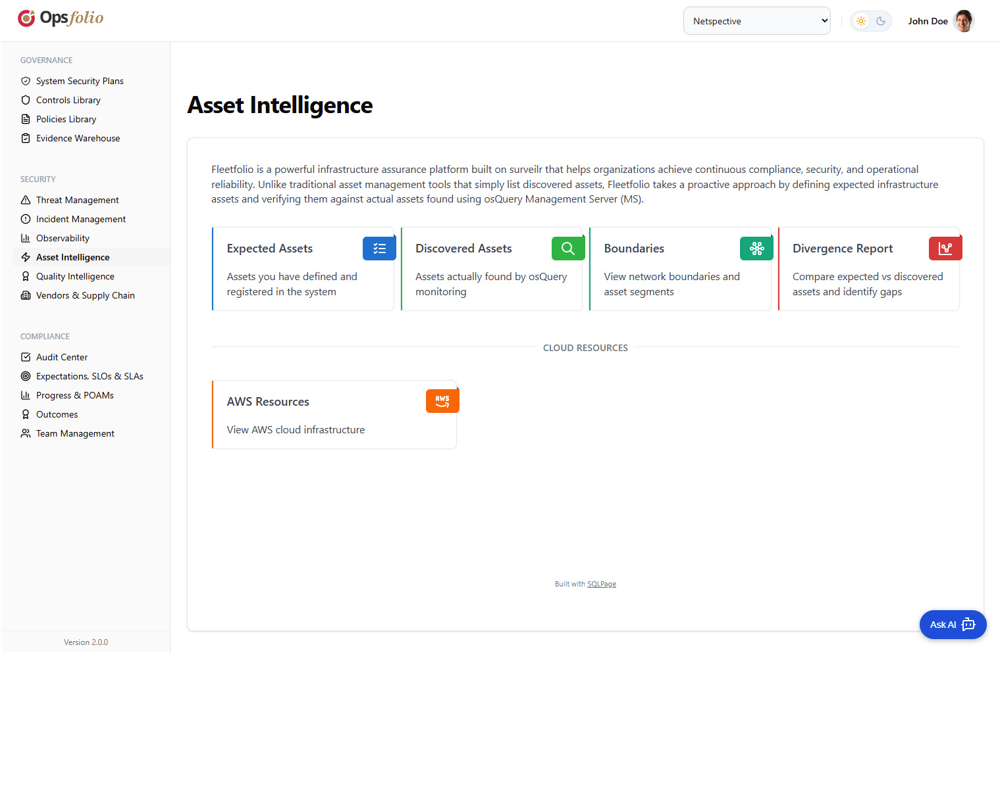 Opsfolio
Netspective
John Doe
GOVERNANCE
System Security Plans
Controls Library
Policies Library
Evidence Warehouse
SECURITY
Threat Management
Incident Management
Observability
Asset Intelligence
Quality Intelligence
Vendors & Supply Chain
COMPLIANCE
Audit Center
Expectations, SLOs & SLAs
Progress & POAMs
Outcomes
Team Management
Version 2.0.0
Asset Intelligence
Fleetfolio is a powerful infrastructure assurance platform built on surveilr that helps organizations achieve continuous compliance, security, and operational
reliability. Unlike traditional asset management tools that simply list discovered assets, Fleetfolio takes a proactive approach by defining expected infrastructure
assets and verifying them against actual assets found using osQuery Management Server (MS).
Expected Assets
Assets you have defined and
registered in the system
Discovered Assets
Assets actually found by osQuery
monitoring
Boundaries
View network boundaries and
asset segments
Divergence Report
Compare expected vs discovered
assets and identify gaps
CLOUD RESOURCES
AWS Resources
AWS
View AWS cloud infrastructure
Built with SQLPage
Ask AI